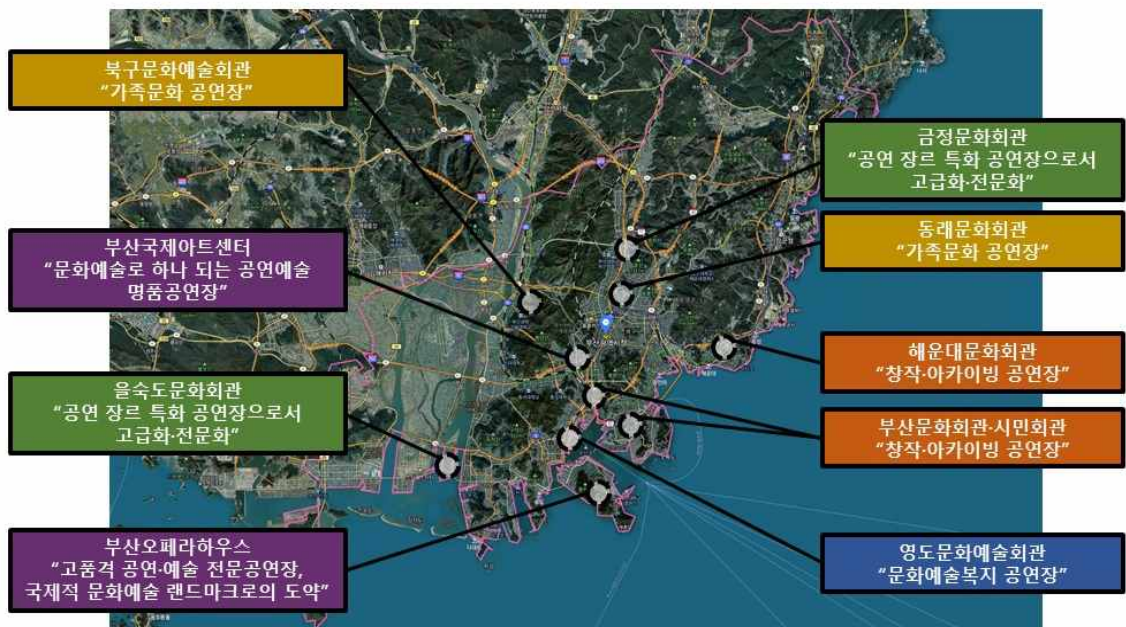 북구문화예술회관
“가족문화 공연장”
부산국제아트센터
“문화예술로 하나 되는 공연예술
명품공연장”
을숙도문화회관
“공연 장르 특화 공연장으로서
고급화·전문화”
부산오페라하우스
“고품격 공연·예술 전문공연장,
국제적 문화예술 랜드마크로의 도약”
금정문화회관
“공연 장르 특화 공연장으로서
고급화·전문화”
동래문화회관
“가족문화 공연장”
해운대문화회관
“창작·아카이빙 공연장”
부산문화회관·시민회관
“창작·아카이빙 공연장”
영도문화예술회관
“문화예술복지 공연장”
부산광역시청